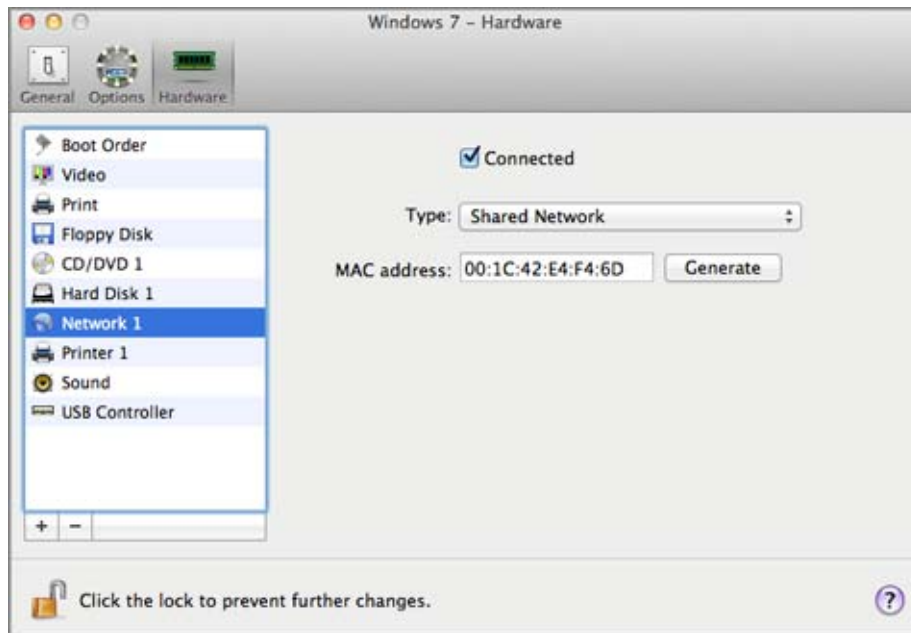 Windows 7 – Hardware
General Options Hardware
Boot Order
Video
Print
Floppy Disk
CD/DVD 1
Hard Disk 1
Network 1
Printer 1
Sound
USB Controller
Connected
Type: Shared Network
MAC address: 00:1C:42:E4:F4:6D Generate
+ −
Click the lock to prevent further changes. ?